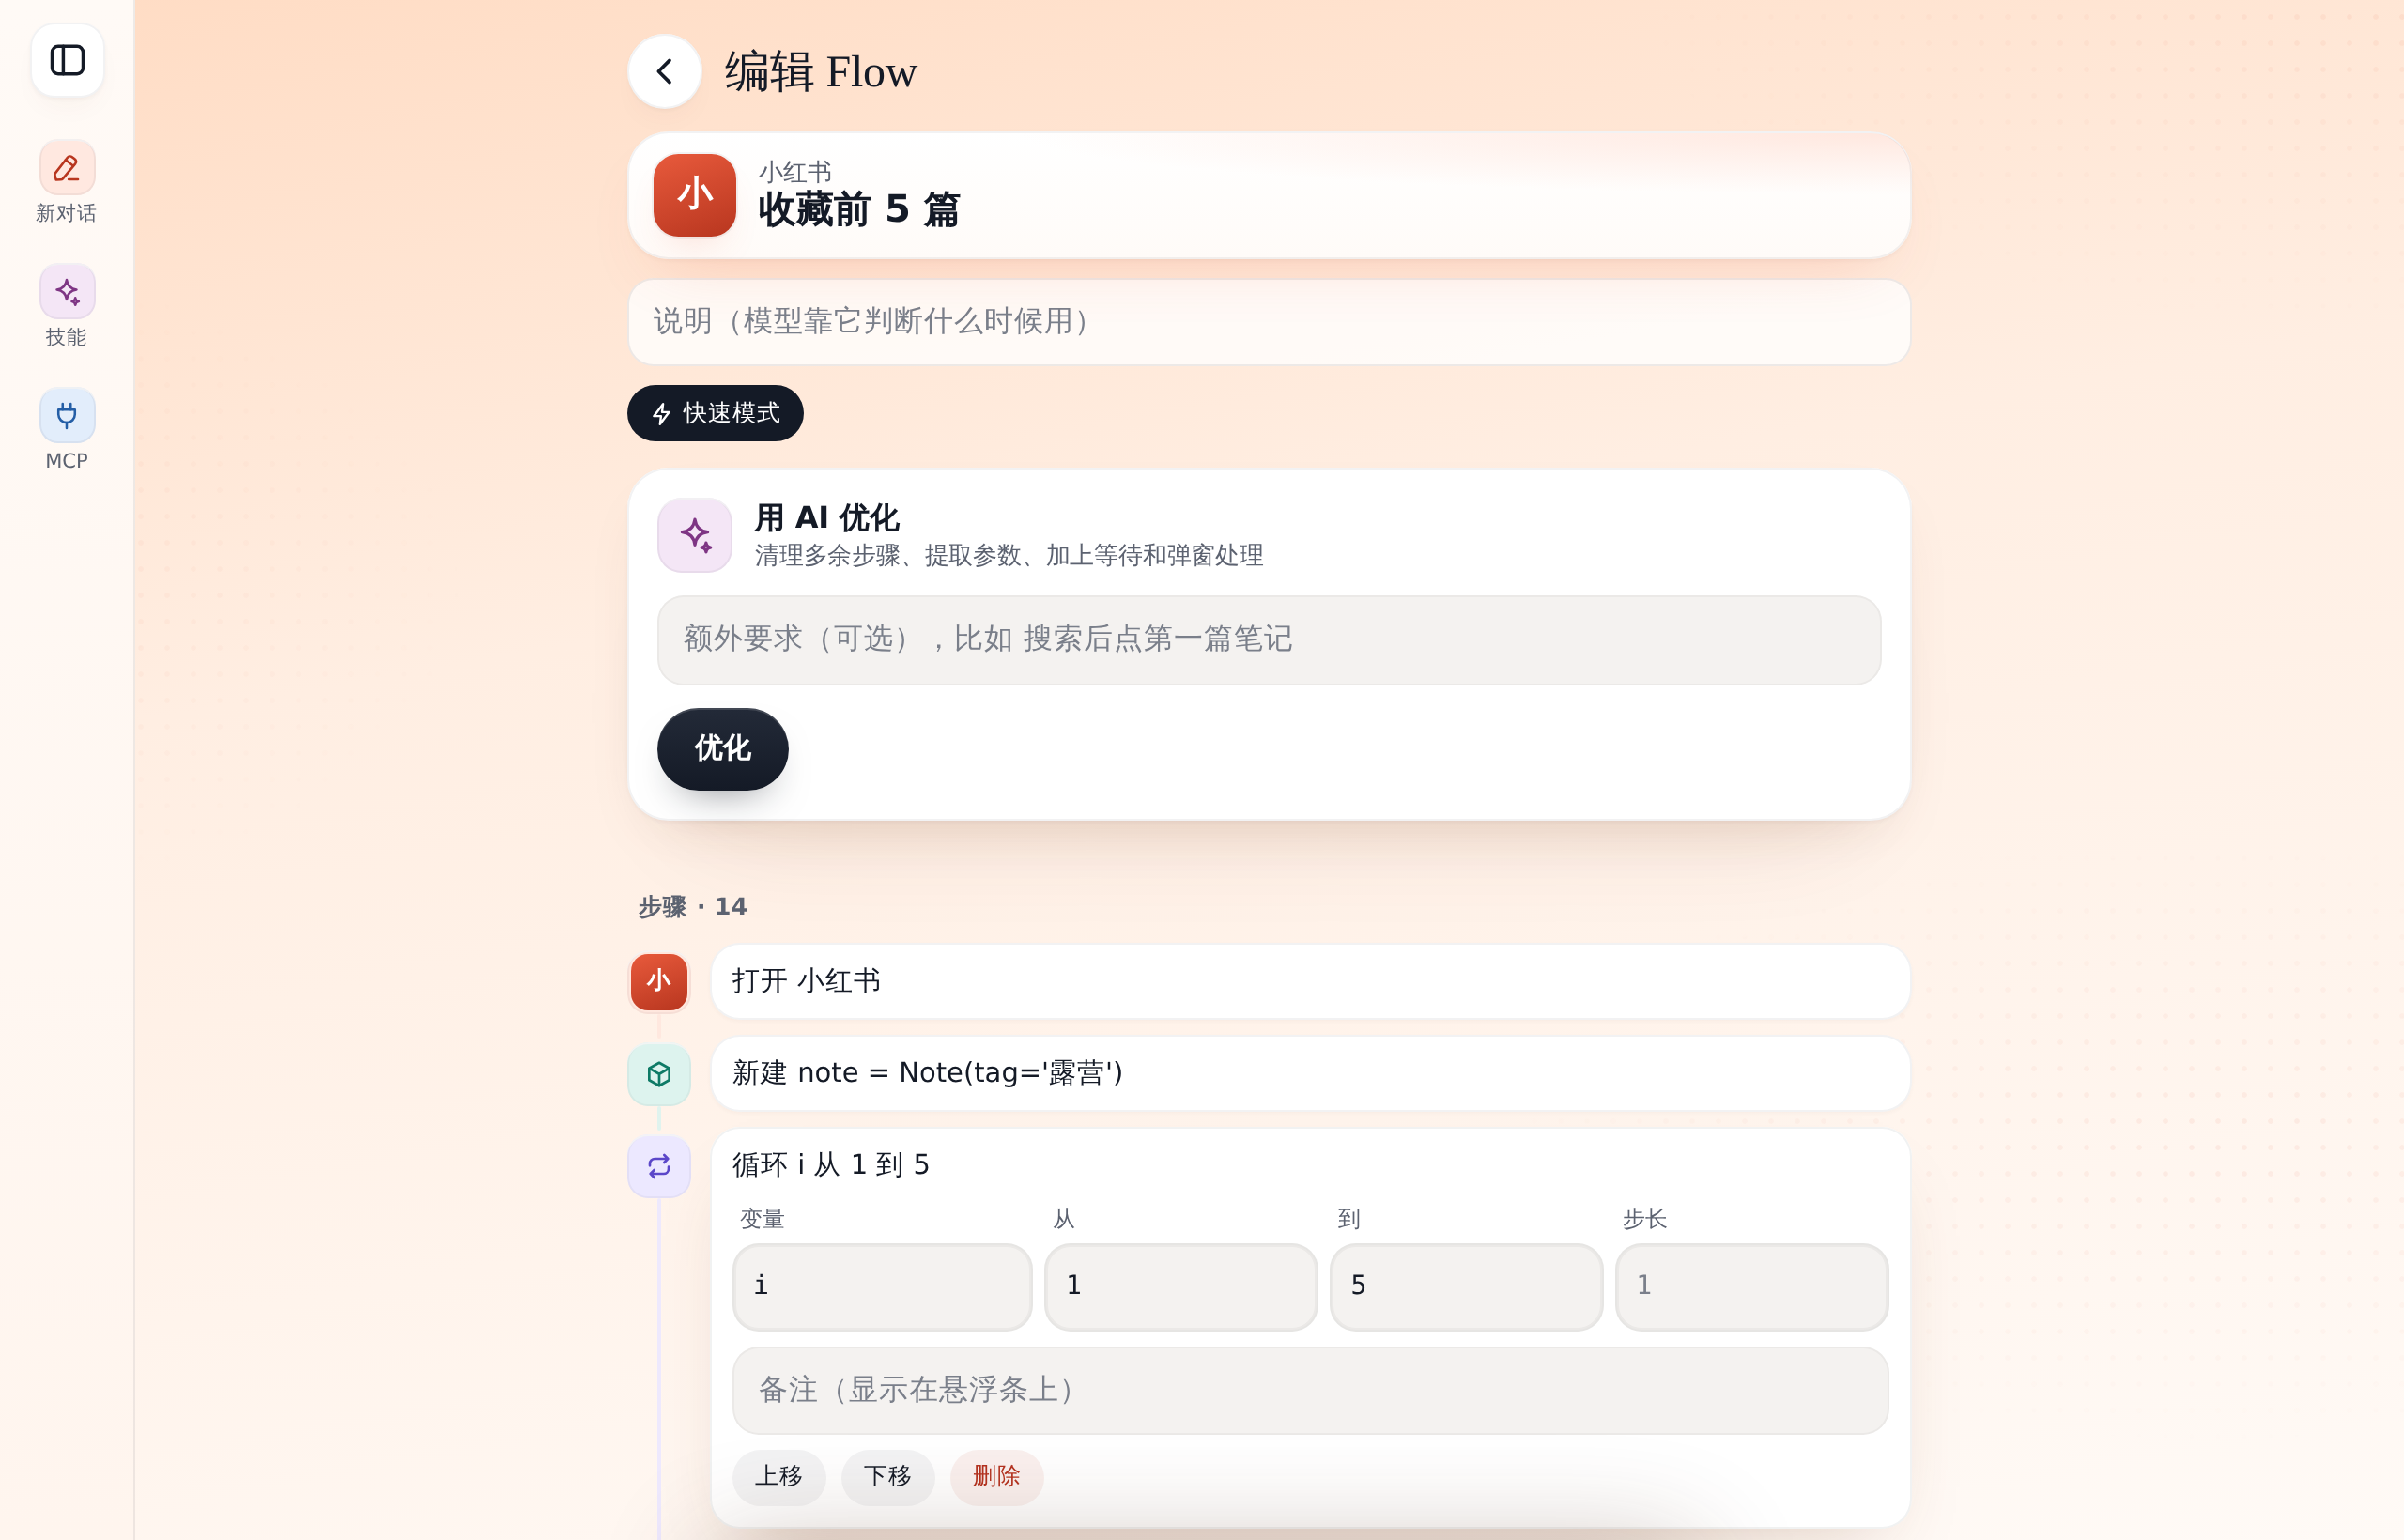 编辑 Flow
新对话
技能
MCP
小
小红书
收藏前 5 篇
说明（模型靠它判断什么时候用）
快速模式
用 AI 优化
清理多余步骤、提取参数、加上等待和弹窗处理
额外要求（可选），比如 搜索后点第一篇笔记
优化
步骤 · 14
小
打开 小红书
新建 note = Note(tag='露营')
循环 i 从 1 到 5
变量 从 到 步长
i 1 5 1
备注（显示在悬浮条上）
上移 下移 删除